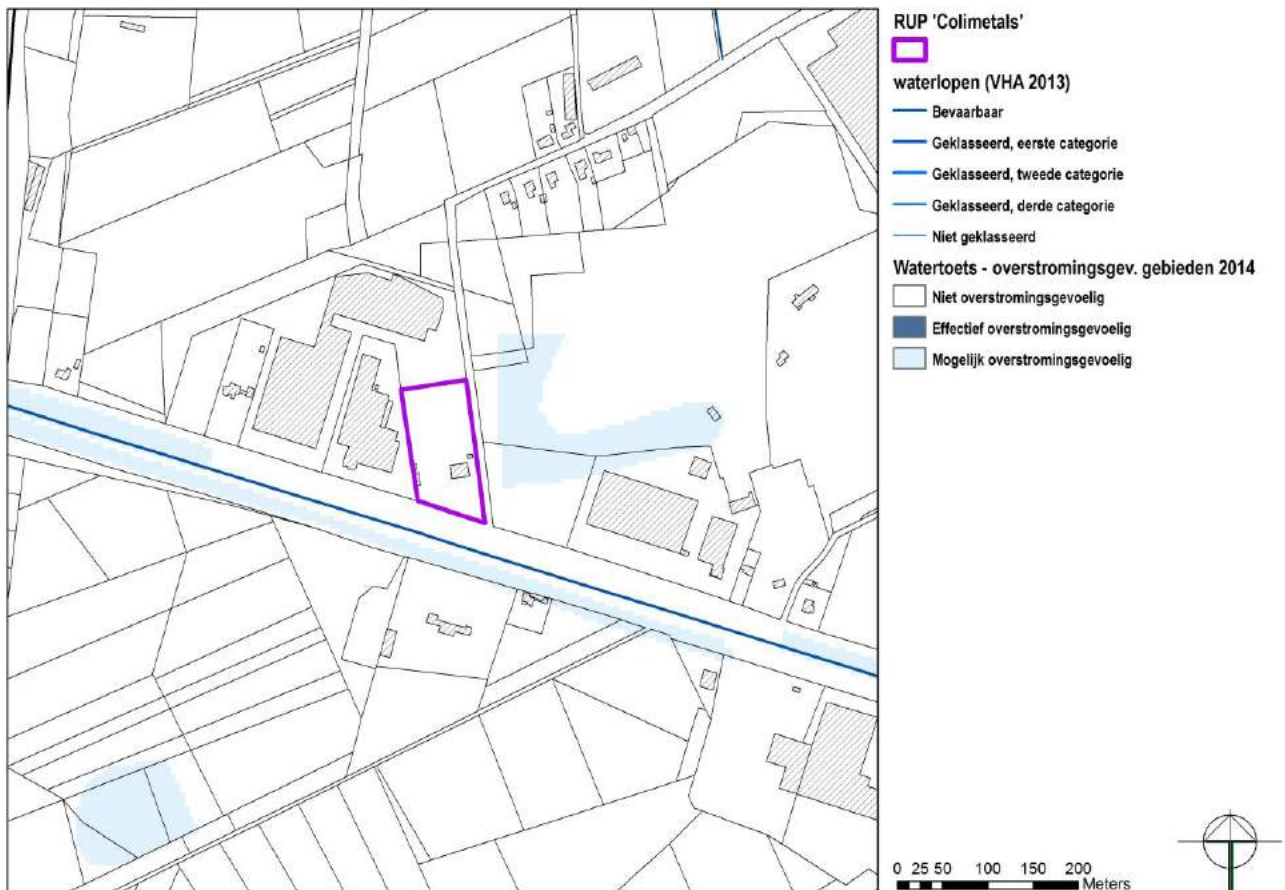 RUP 'Colimetals'
waterlopen (VHA 2013)
Bevaarbaar
Geklasseerd, eerste categorie
Geklasseerd, tweede categorie
Geklasseerd, derde categorie
Niet geklasseerd
Watertoets - overstromingsgev. gebieden 2014
Niet overstromingsgevoelig
Effectief overstromingsgevoelig
Mogelijk overstromingsgevoelig
0 25 50 100 150 200
Meters